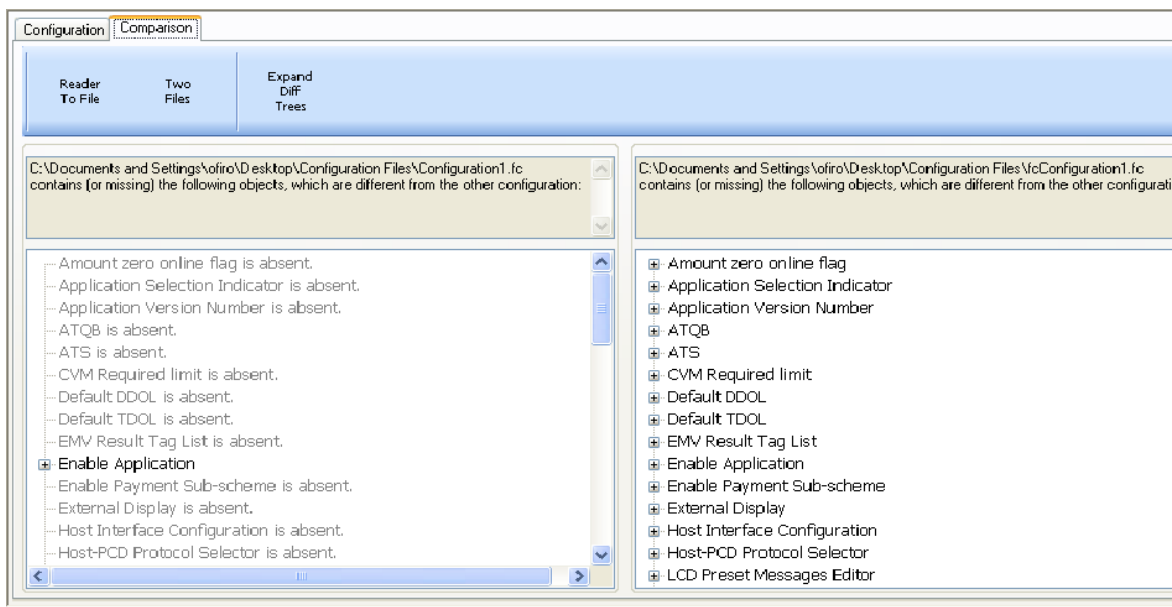 Configuration
Comparison
Reader
To File
Two
Files
Expand
Diff
Trees
C:\Documents and Settings\ofiro\Desktop\Configuration Files\Configuration1.fc
contains (or missing) the following objects, which are different from the other configuration:
Amount zero online flag is absent.
Application Selection Indicator is absent.
Application Version Number is absent.
ATQB is absent.
ATS is absent.
CVM Required limit is absent.
Default DDOL is absent.
Default TDOL is absent.
EMV Result Tag List is absent.
Enable Application
Enable Payment Sub-scheme is absent.
External Display is absent.
Host Interface Configuration is absent.
Host-PCD Protocol Selector is absent.
C:\Documents and Settings\ofiro\Desktop\Configuration Files\fcConfiguration1.fc
contains (or missing) the following objects, which are different from the other configurati
Amount zero online flag
Application Selection Indicator
Application Version Number
ATQB
ATS
CVM Required limit
Default DDOL
Default TDOL
EMV Result Tag List
Enable Application
Enable Payment Sub-scheme
External Display
Host Interface Configuration
Host-PCD Protocol Selector
LCD Preset Messages Editor